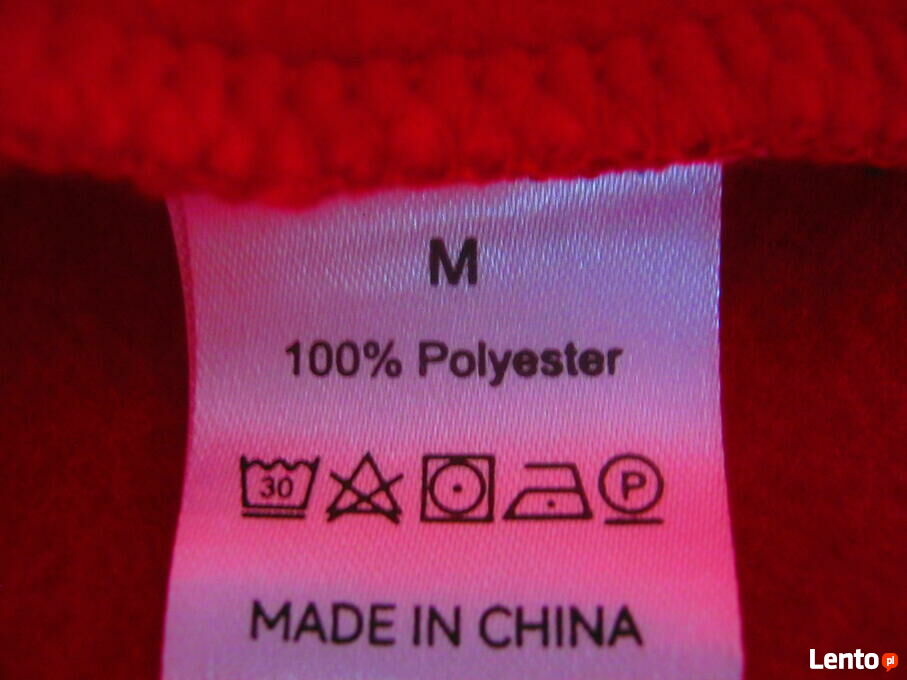 M
100% Polyester
30 P
MADE IN CHINA
Lento pl